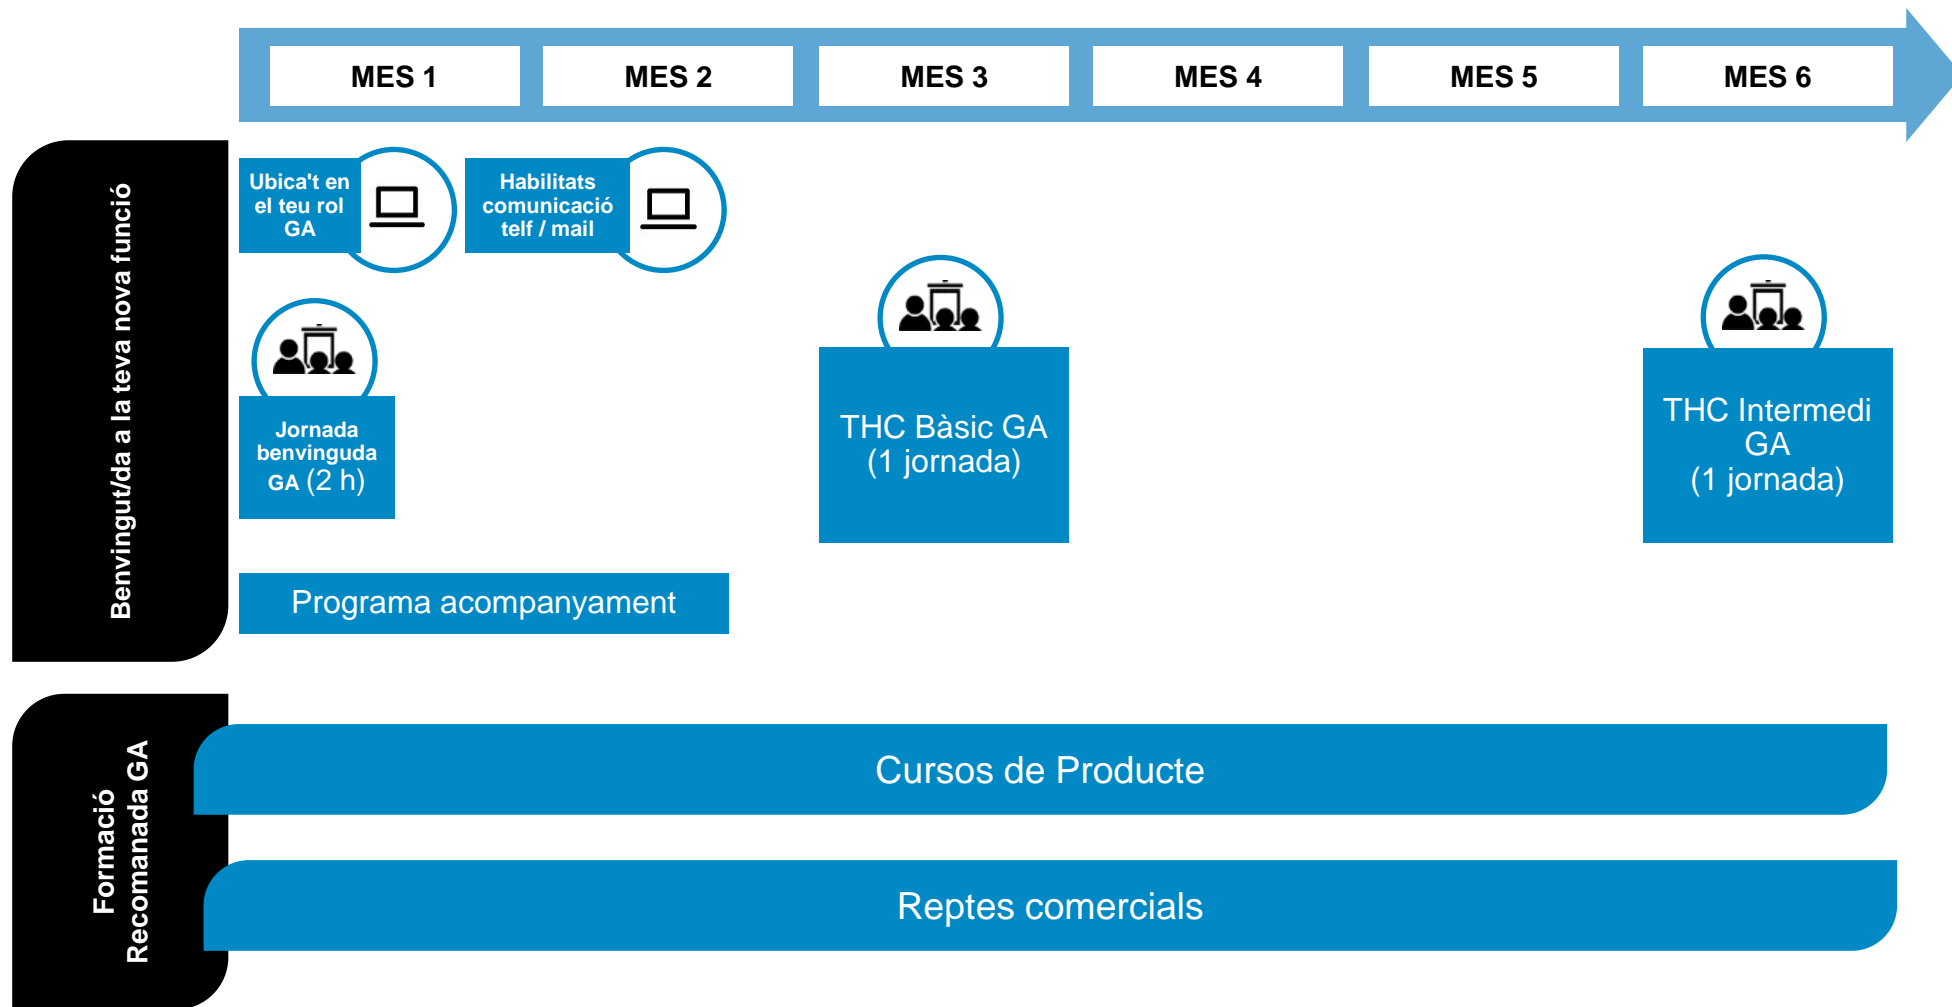 MES 1
MES 2
MES 3
MES 4
MES 5
MES 6
Benvingut/da a la teva nova funció
Ubica't en
el teu rol
GA
Habilitats
comunicació
telf / mail
Jornada
benvinguda
GA (2 h)
THC Bàsic GA
(1 jornada)
THC Intermedi
GA
(1 jornada)
Programa acompanyament
Formació
Recomanada GA
Cursos de Producte
Reptes comercials